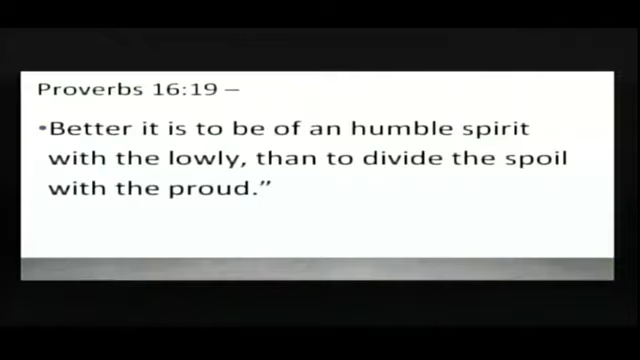 Proverbs 16:19 –
•Better it is to be of an humble spirit
with the lowly, than to divide the spoil
with the proud.”